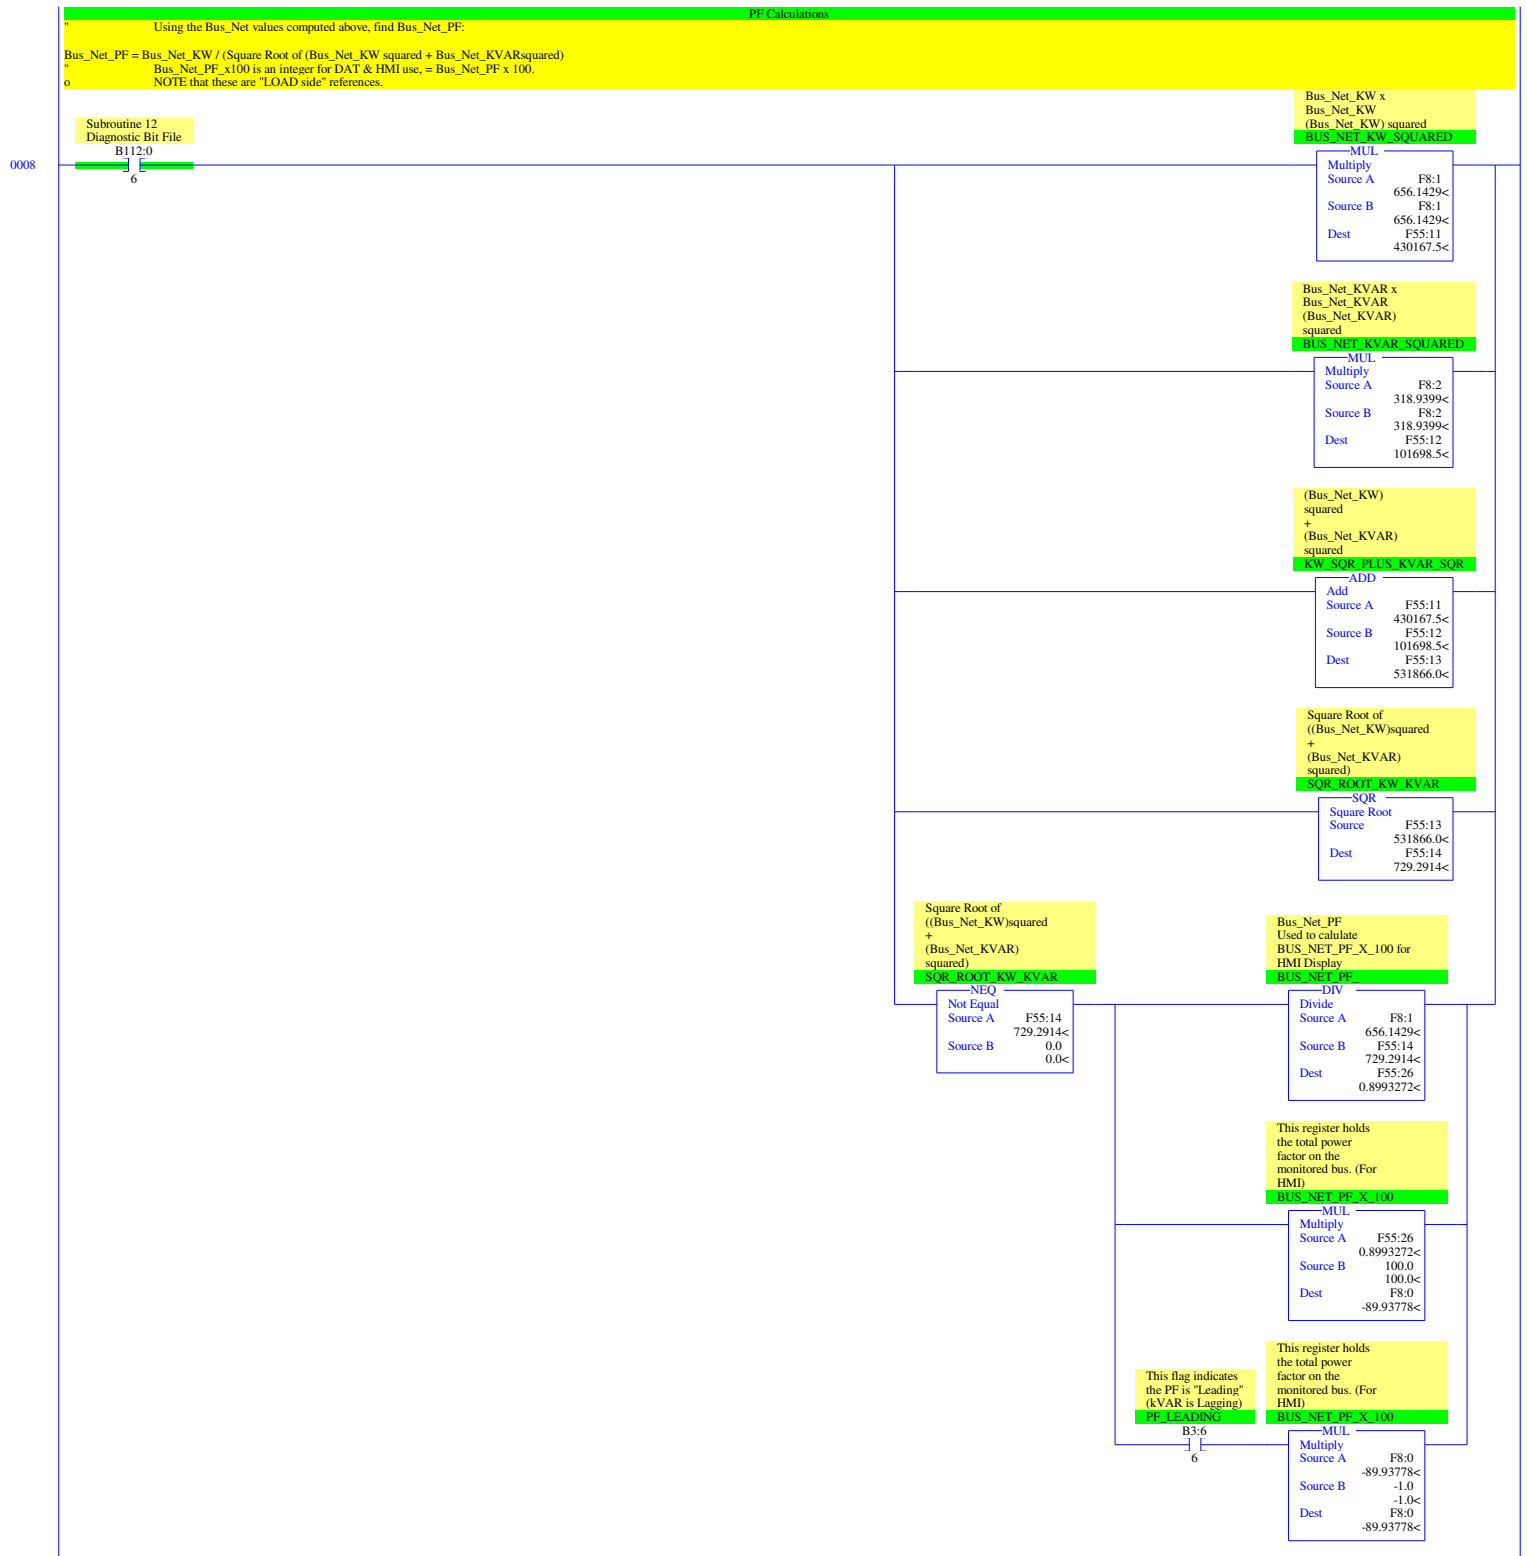 PF Calculations
" Using the Bus_Net values computed above, find Bus_Net_PF:
Bus_Net_PF = Bus_Net_KW / (Square Root of (Bus_Net_KW squared + Bus_Net_KVARsquared)
" Bus_Net_PF_x100 is an integer for DAT & HMI use, = Bus_Net_PF x 100.
o NOTE that these are "LOAD side" references.
Subroutine 12
Diagnostic Bit File
B112:0
0008
6
Bus_Net_KW x
Bus_Net_KW
(Bus_Net_KW) squared
BUS_NET_KW_SQUARED
MUL
Multiply
Source A F8:1
656.1429<
Source B F8:1
656.1429<
Dest F55:11
430167.5<
Bus_Net_KVAR x
Bus_Net_KVAR
(Bus_Net_KVAR)
squared
BUS_NET_KVAR_SQUARED
MUL
Multiply
Source A F8:2
318.9399<
Source B F8:2
318.9399<
Dest F55:12
101698.5<
(Bus_Net_KW)
squared
+
(Bus_Net_KVAR)
squared
KW_SQR_PLUS_KVAR_SQR
ADD
Add
Source A F55:11
430167.5<
Source B F55:12
101698.5<
Dest F55:13
531866.0<
Square Root of
((Bus_Net_KW)squared
+
(Bus_Net_KVAR)
squared)
SQR_ROOT_KW_KVAR
SQR
Square Root
Source F55:13
531866.0<
Dest F55:14
729.2914<
Square Root of
((Bus_Net_KW)squared
+
(Bus_Net_KVAR)
squared)
SQR_ROOT_KW_KVAR
NEQ
Not Equal
Source A F55:14
729.2914<
Source B 0.0
0.0<
Bus_Net_PF
Used to calulate
BUS_NET_PF_X_100 for
HMI Display
BUS_NET_PF_
DIV
Divide
Source A F8:1
656.1429<
Source B F55:14
729.2914<
Dest F55:26
0.8993272<
This register holds
the total power
factor on the
monitored bus. (For
HMI)
BUS_NET_PF_X_100
MUL
Multiply
Source A F55:26
0.8993272<
Source B 100.0
100.0<
Dest F8:0
-89.93778<
This flag indicates
the PF is "Leading"
(kVAR is Lagging)
PF_LEADING
B3:6
6
This register holds
the total power
factor on the
monitored bus. (For
HMI)
BUS_NET_PF_X_100
MUL
Multiply
Source A F8:0
-89.93778<
Source B -1.0
-1.0<
Dest F8:0
-89.93778<